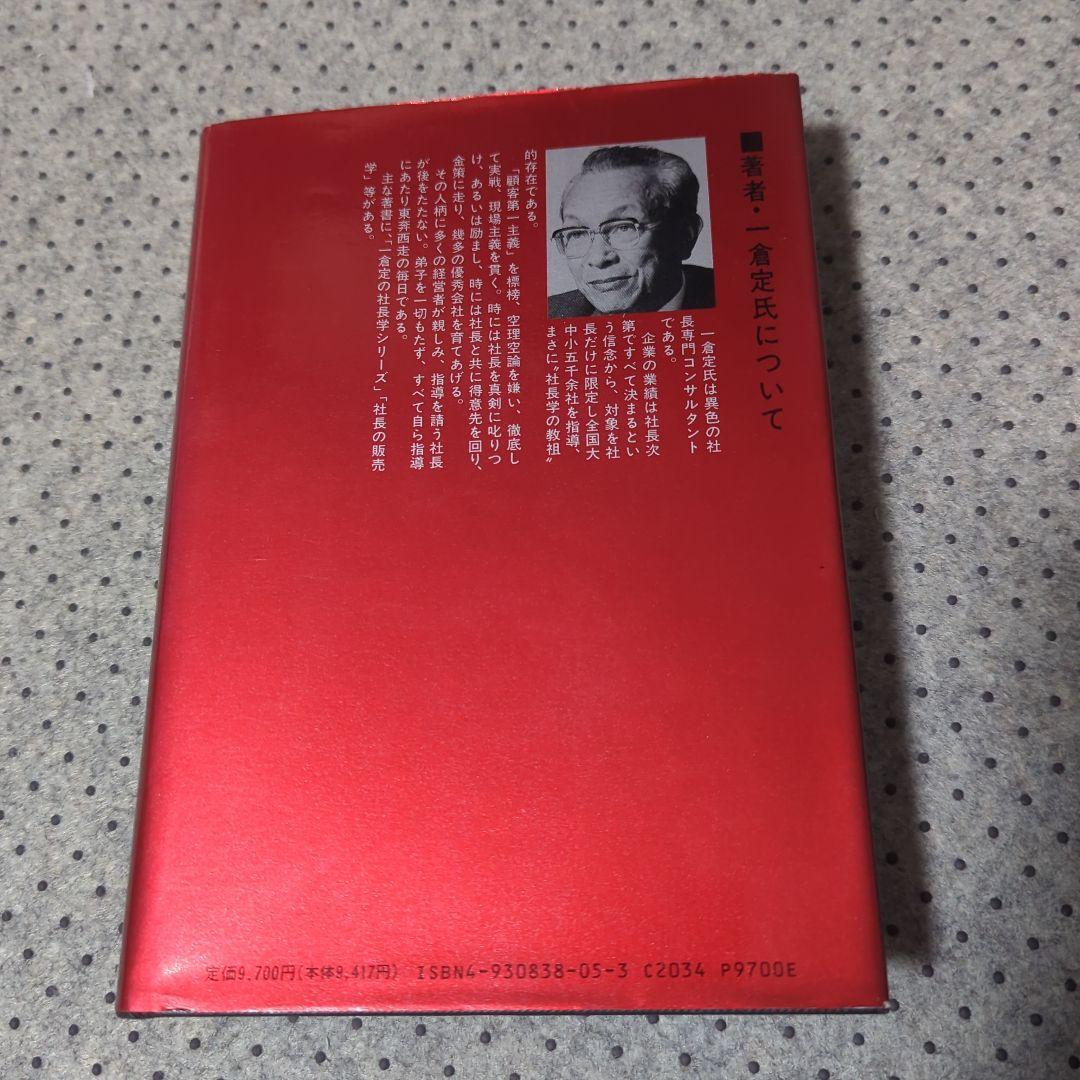 ■著者・一倉定氏について
一倉定氏は異色の社
長専門コンサルタント
である。
企業の業績は社長次
第ですべて決まるとい
う信念から、対象を社
長だけに限定し全国大
中小五千余社を指導、
まさに"社長学の教祖"
的存在である。
「顧客第一主義」を標榜、空理空論を嫌い、徹底し
て実戦、現場主義を貫く。時には社長を真剣に叱りつ
け、あるいは励まし、時には社長と共に得意先を回り、
金策に走り、幾多の優秀会社を育てあげる。
その人柄に多くの経営者が親しみ、指導を請う社長
が後をたたない。弟子を一切もたず、すべて自ら指導
にあたり東奔西走の毎日である。
主な著書に、「一倉定の社長学シリーズ」「社長の販売
学」等がある。
定価9,700円(本体9,417円) ISBN4-930838-05-3 C2034 P9700E